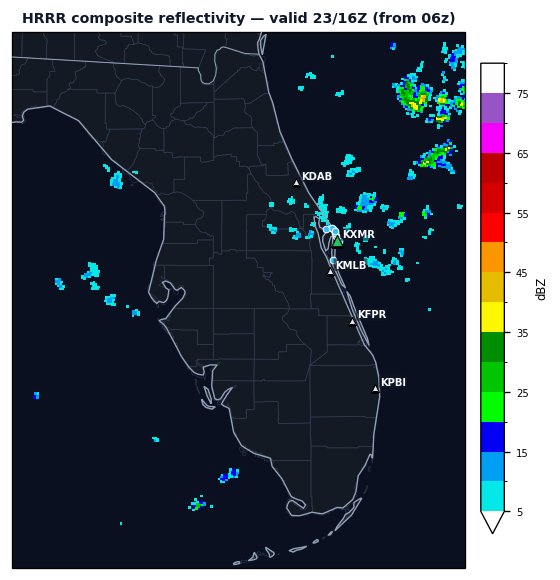 HRRR composite reflectivity — valid 23/16Z (from 06z)
KDAB
KXMR
KMLB
KFPR
KPBI
75
65
55
45
35
25
15
5
dBZ